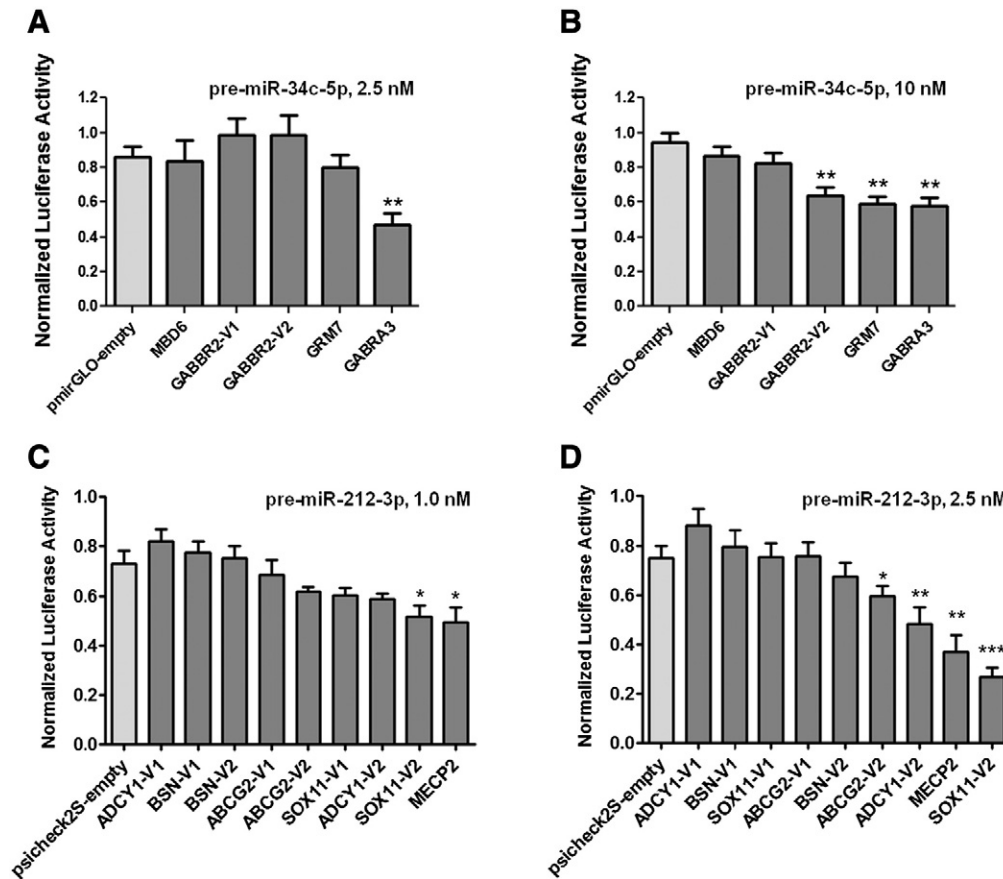 A
pre-miR-34c-5p, 2.5 nM
Normalized Luciferase Activity
1.2
1.0
0.8
0.6
0.4
0.2
0.0
**
pmirGLO-empty
MBD6
GABBR2-V1
GABBR2-V2
GRM7
GABRA3
B
pre-miR-34c-5p, 10 nM
Normalized Luciferase Activity
1.2
1.0
0.8
0.6
0.4
0.2
0.0
**
**
**
pmirGLO-empty
MBD6
GABBR2-V1
GABBR2-V2
GRM7
GABRA3
C
pre-miR-212-3p, 1.0 nM
Normalized Luciferase Activity
1.0
0.8
0.6
0.4
0.2
0.0
*
*
psicheck2S-empty
ADCY1-V1
BSN-V1
BSN-V2
ABCG2-V1
ABCG2-V2
SOX11-V1
ADCY1-V2
SOX11-V2
MECP2
D
pre-miR-212-3p, 2.5 nM
Normalized Luciferase Activity
1.0
0.8
0.6
0.4
0.2
0.0
*
**
**
***
psicheck2S-empty
ADCY1-V1
BSN-V1
SOX11-V1
ABCG2-V1
BSN-V2
ABCG2-V2
ADCY1-V2
MECP2
SOX11-V2